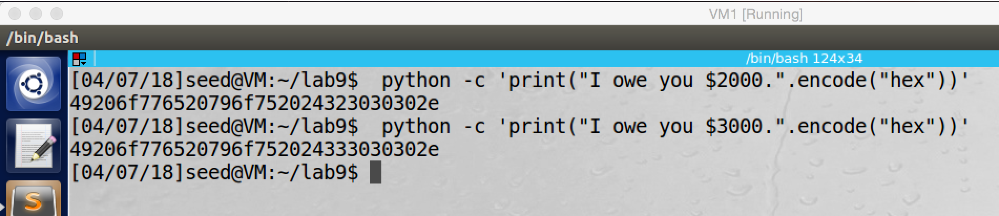 VM1 [Running]
/bin/bash
/bin/bash 124x34
[04/07/18]seed@VM:~/lab9$  python -c 'print("I owe you $2000.".encode("hex"))'
49206f776520796f752024323030302e
[04/07/18]seed@VM:~/lab9$  python -c 'print("I owe you $3000.".encode("hex"))'
49206f776520796f752024333030302e
[04/07/18]seed@VM:~/lab9$
S